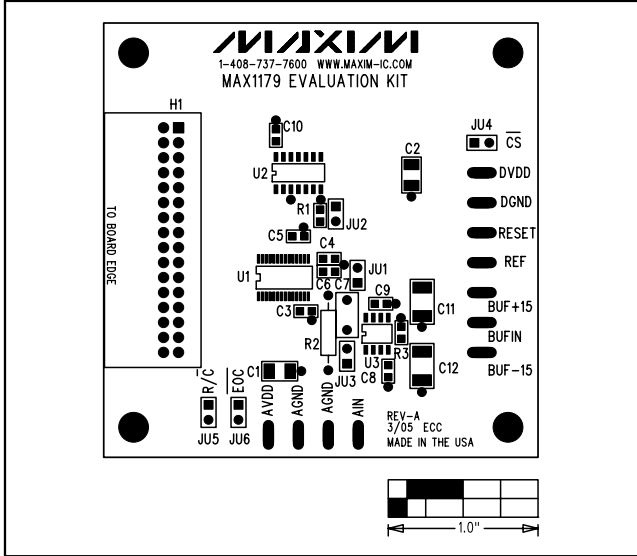 MAXIM
1-408-737-7600 WWW.MAXIM-IC.COM
MAX1179 EVALUATION KIT
H1
TO BOARD EDGE
C10
U2
C2
JU4
CS
DVDD
DGND
RESET
REF
BUF+15
BUFIN
BUF-15
R1
JU2
C5
C4
U1
JU1
C6
C7
C9
C11
C3
R2
U3
R3
JU3
C8
C12
C1
R/C
EOC
JU5
JU6
AVDD
AGND
AGND
AIN
REV-A
3/05 ECC
MADE IN THE USA
1.0"